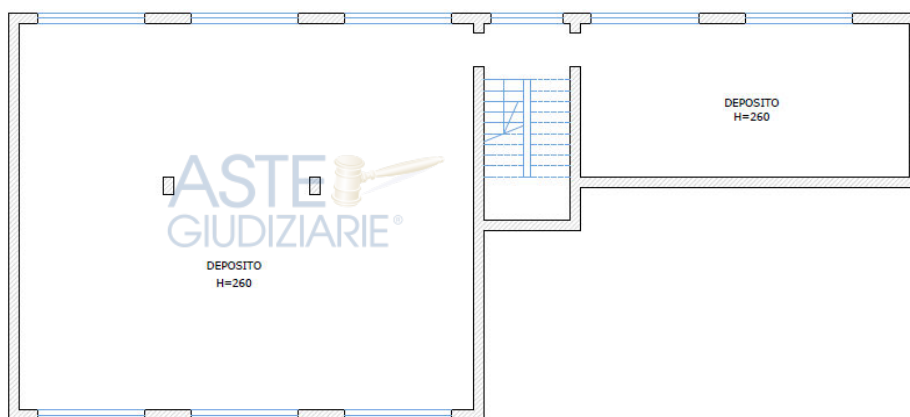 DEPOSITO
H=260
ASTE
GIUDIZIARIE®
DEPOSITO
H=260